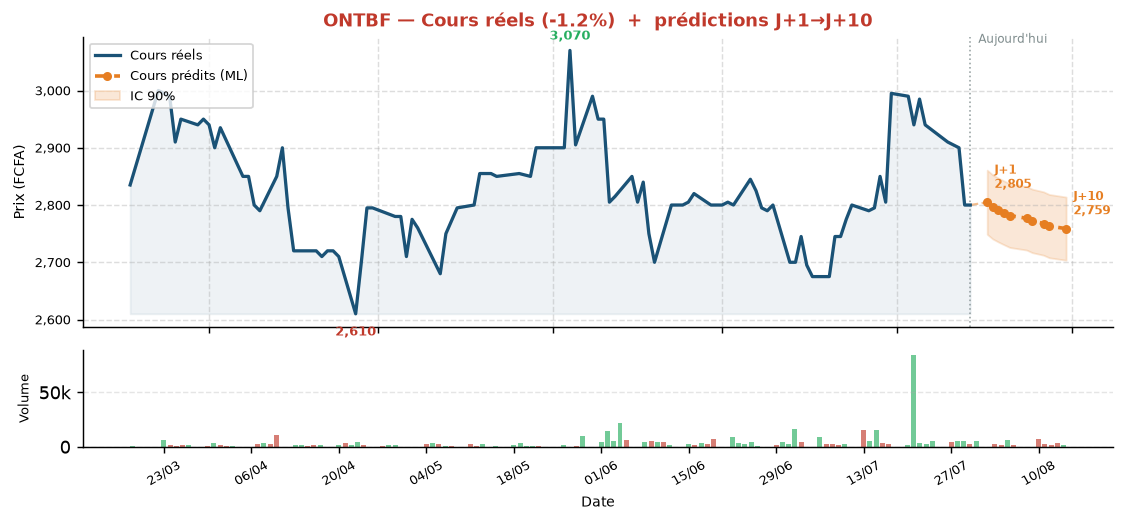 ONTBF — Cours réels (-1.2%)  +  prédictions J+1→J+10
3,070
Aujourd'hui
Cours réels
Cours prédits (ML)
IC 90%
Prix (FCFA)
3,000
2,900
2,800
2,700
2,600
J+1
2,805
J+10
2,759
2,610
Volume
50k
0
23/03
06/04
20/04
04/05
18/05
01/06
15/06
29/06
13/07
27/07
10/08
Date